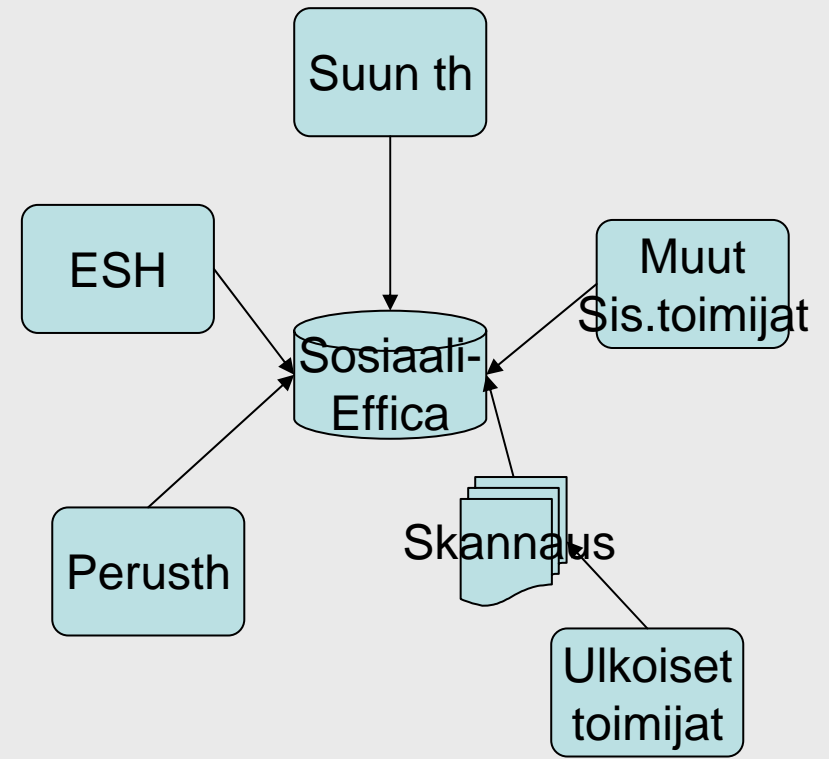 Suun th
ESH
Muut
Sis.toimijat
Sosiaali-
Effica
Skannaus
Perusth
Ulkoiset
toimijat